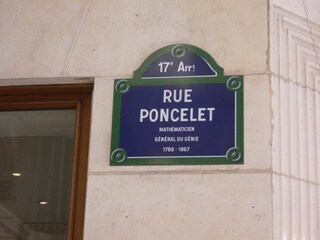 17e Arrt
RUE
PONCELET
MATHÉMATICIEN
GÉNÉRAL DU GÉNIE
1788 - 1867